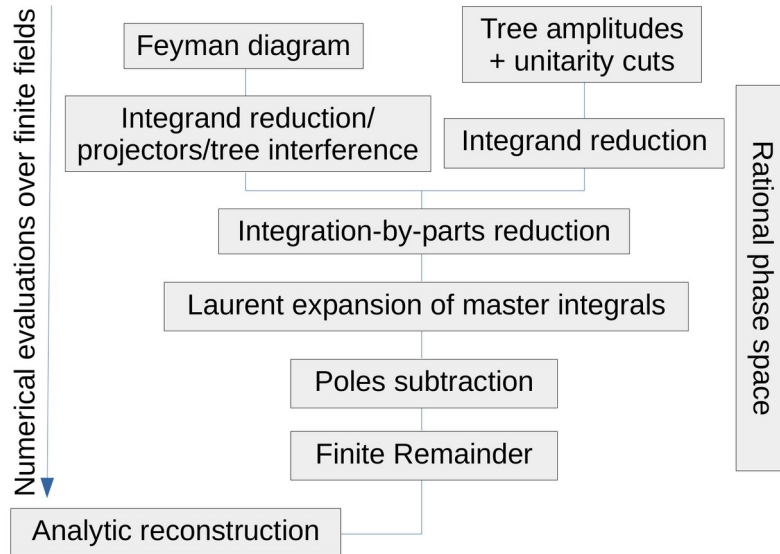 Numerical evaluations over finite fields
Feyman diagram
Tree amplitudes
+ unitarity cuts
Integrand reduction/
projectors/tree interference
Integrand reduction
Integration-by-parts reduction
Laurent expansion of master integrals
Poles subtraction
Finite Remainder
Analytic reconstruction
Rational phase space